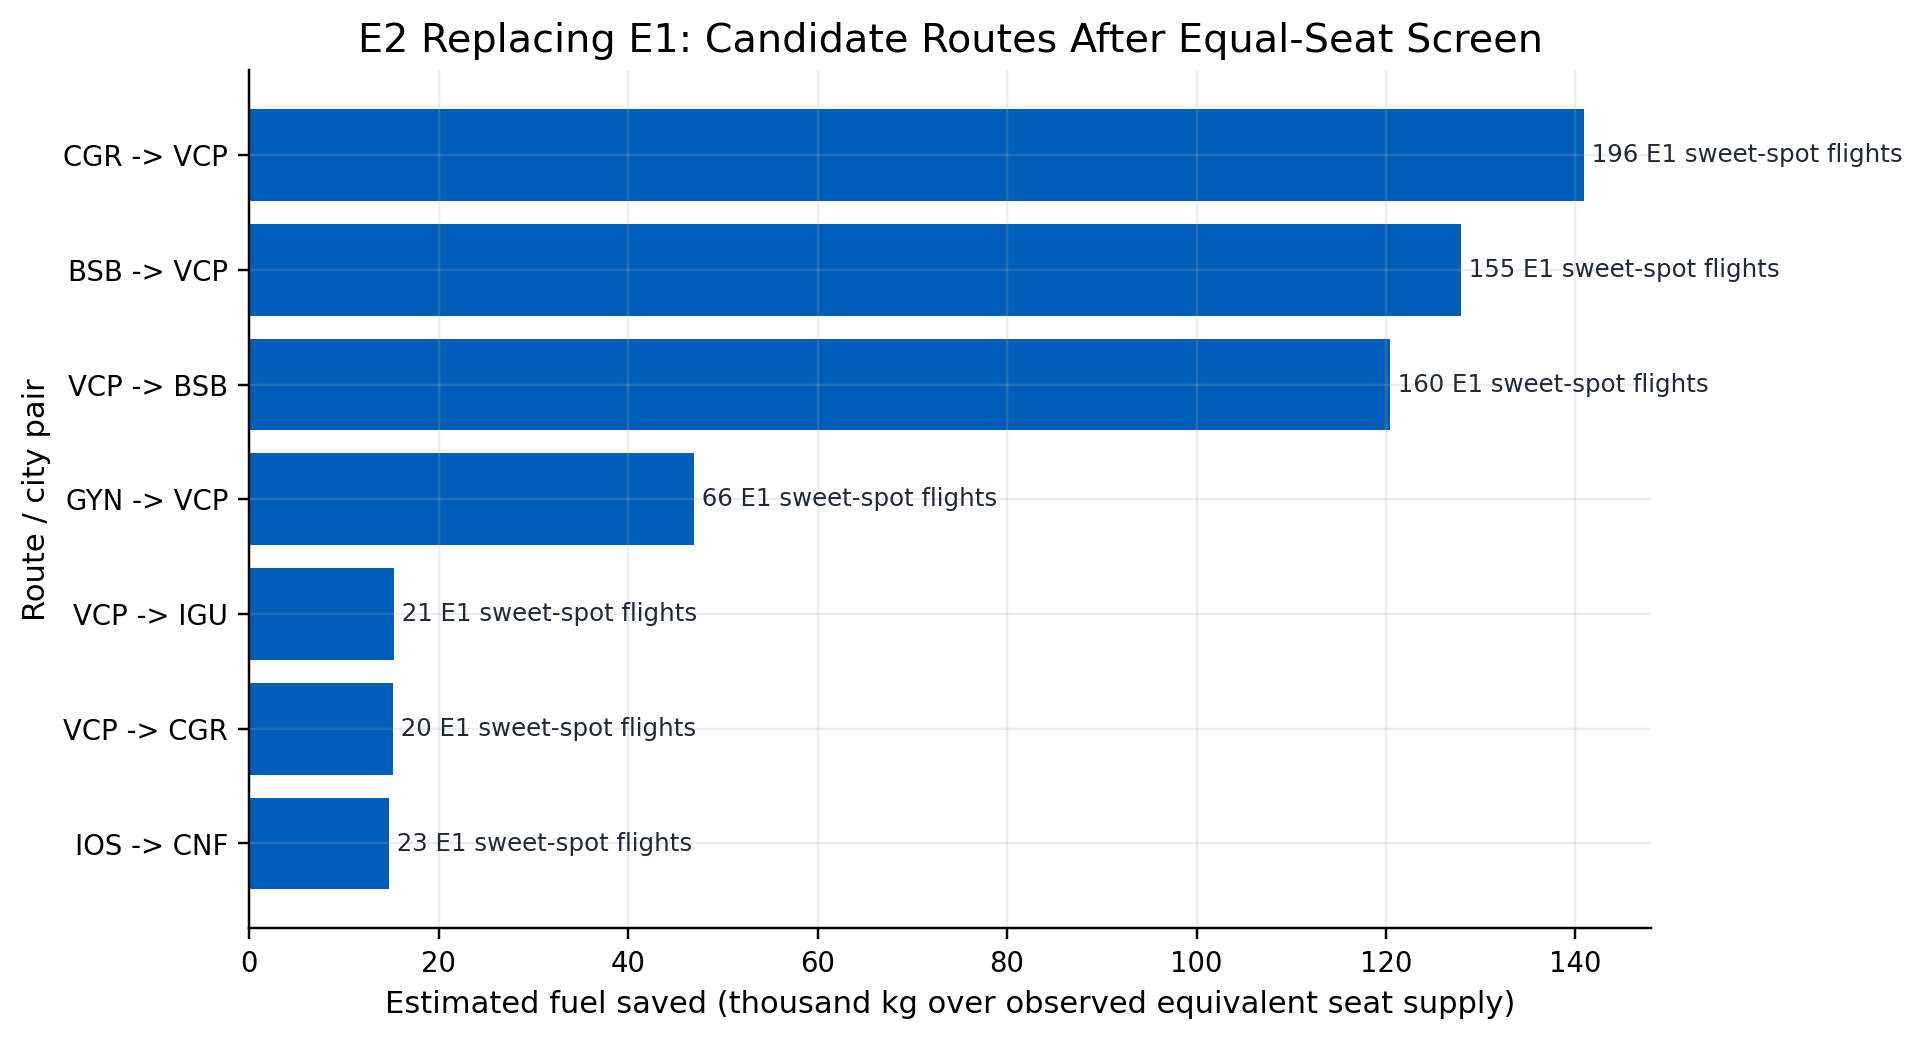 E2 Replacing E1: Candidate Routes After Equal-Seat Screen
Route / city pair
CGR -> VCP
196 E1 sweet-spot flights
BSB -> VCP
155 E1 sweet-spot flights
VCP -> BSB
160 E1 sweet-spot flights
GYN -> VCP
66 E1 sweet-spot flights
VCP -> IGU
21 E1 sweet-spot flights
VCP -> CGR
20 E1 sweet-spot flights
IOS -> CNF
23 E1 sweet-spot flights
0 20 40 60 80 100 120 140
Estimated fuel saved (thousand kg over observed equivalent seat supply)